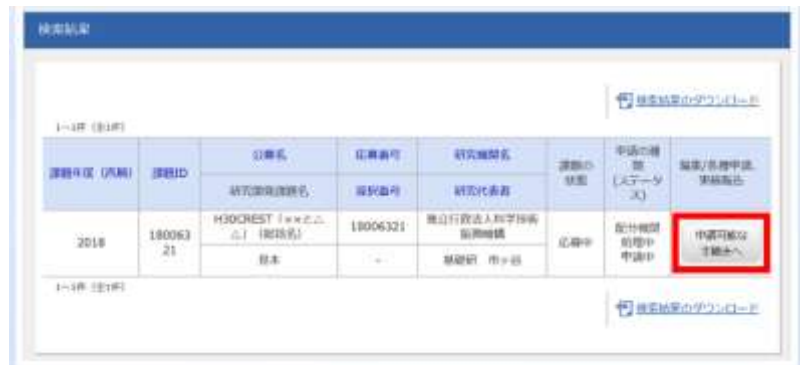 検索結果
検索結果のダウンロード
1～1件 (全1件)
課題年度 (西暦)
課題ID
公募名
応募番号
研究機関名
課題の
状態
申請の種
類
(ステータ
ス)
編集/各種申請,
実績報告
研究開発課題名
採択番号
研究代表者
2018
180063
21
H30CREST (××と△
△) (総括名)
18006321
独立行政法人科学技術
振興機構
応募中
配分機関
処理中
申請中
申請可能な
手続きへ
見本
-
基礎研 市ヶ谷
1～1件 (全1件)
検索結果のダウンロード